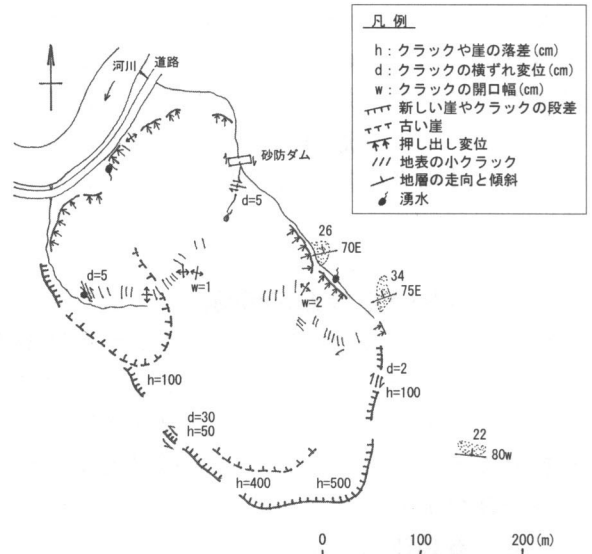 凡 例
h：クラックや崖の落差(cm)
d：クラックの横ずれ変位(cm)
w：クラックの開口幅(cm)
新しい崖やクラックの段差
古い崖
押し出し変位
地表の小クラック
地層の走向と傾斜
湧水
河川
道路
砂防ダム
d=5
26
70E
34
75E
d=5
w=1
w=2
d=2
h=100
h=100
d=30
h=50
22
80w
h=400
h=500
0 100 200(m)